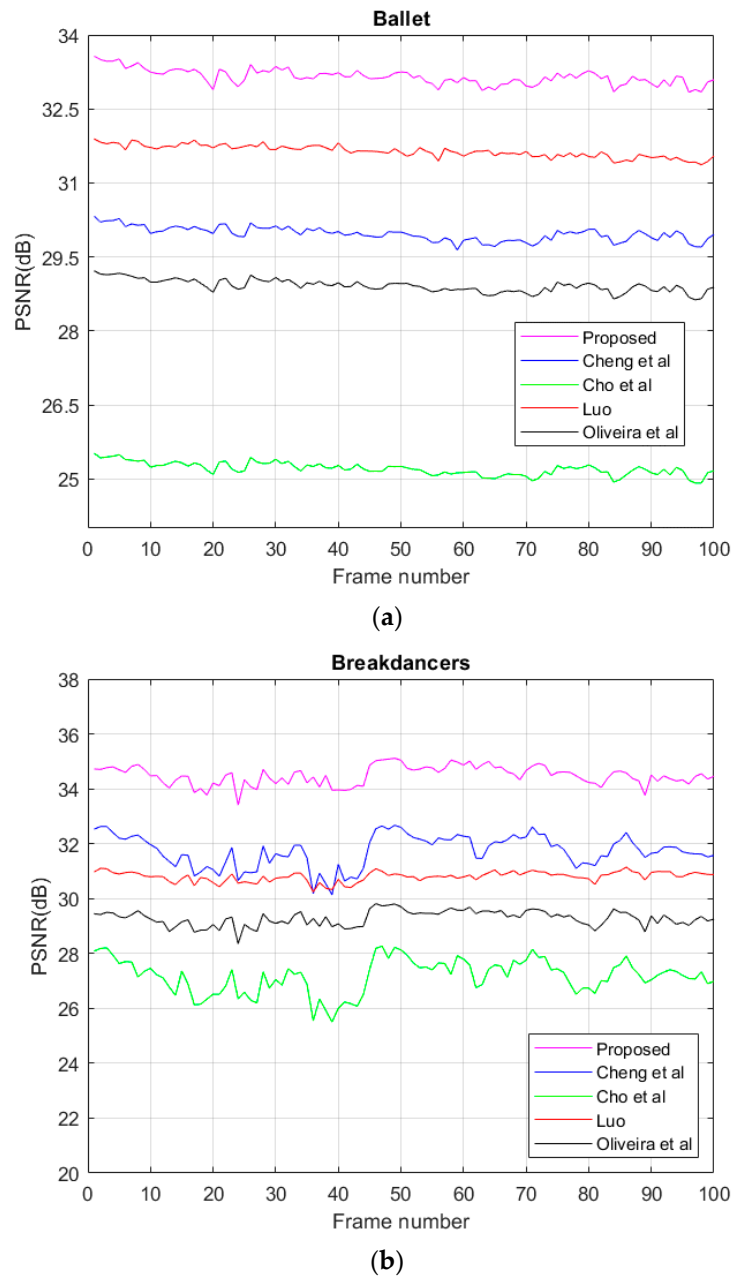 Ballet
34
32.5
31
29.5
28
26.5
25
PSNR(dB)
Proposed
Cheng et al
Cho et al
Luo
Oliveira et al
0 10 20 30 40 50 60 70 80 90 100
Frame number
(a)
Breakdancers
38
36
34
32
30
28
26
24
22
20
PSNR(dB)
Proposed
Cheng et al
Cho et al
Luo
Oliveira et al
0 10 20 30 40 50 60 70 80 90 100
Frame number
(b)